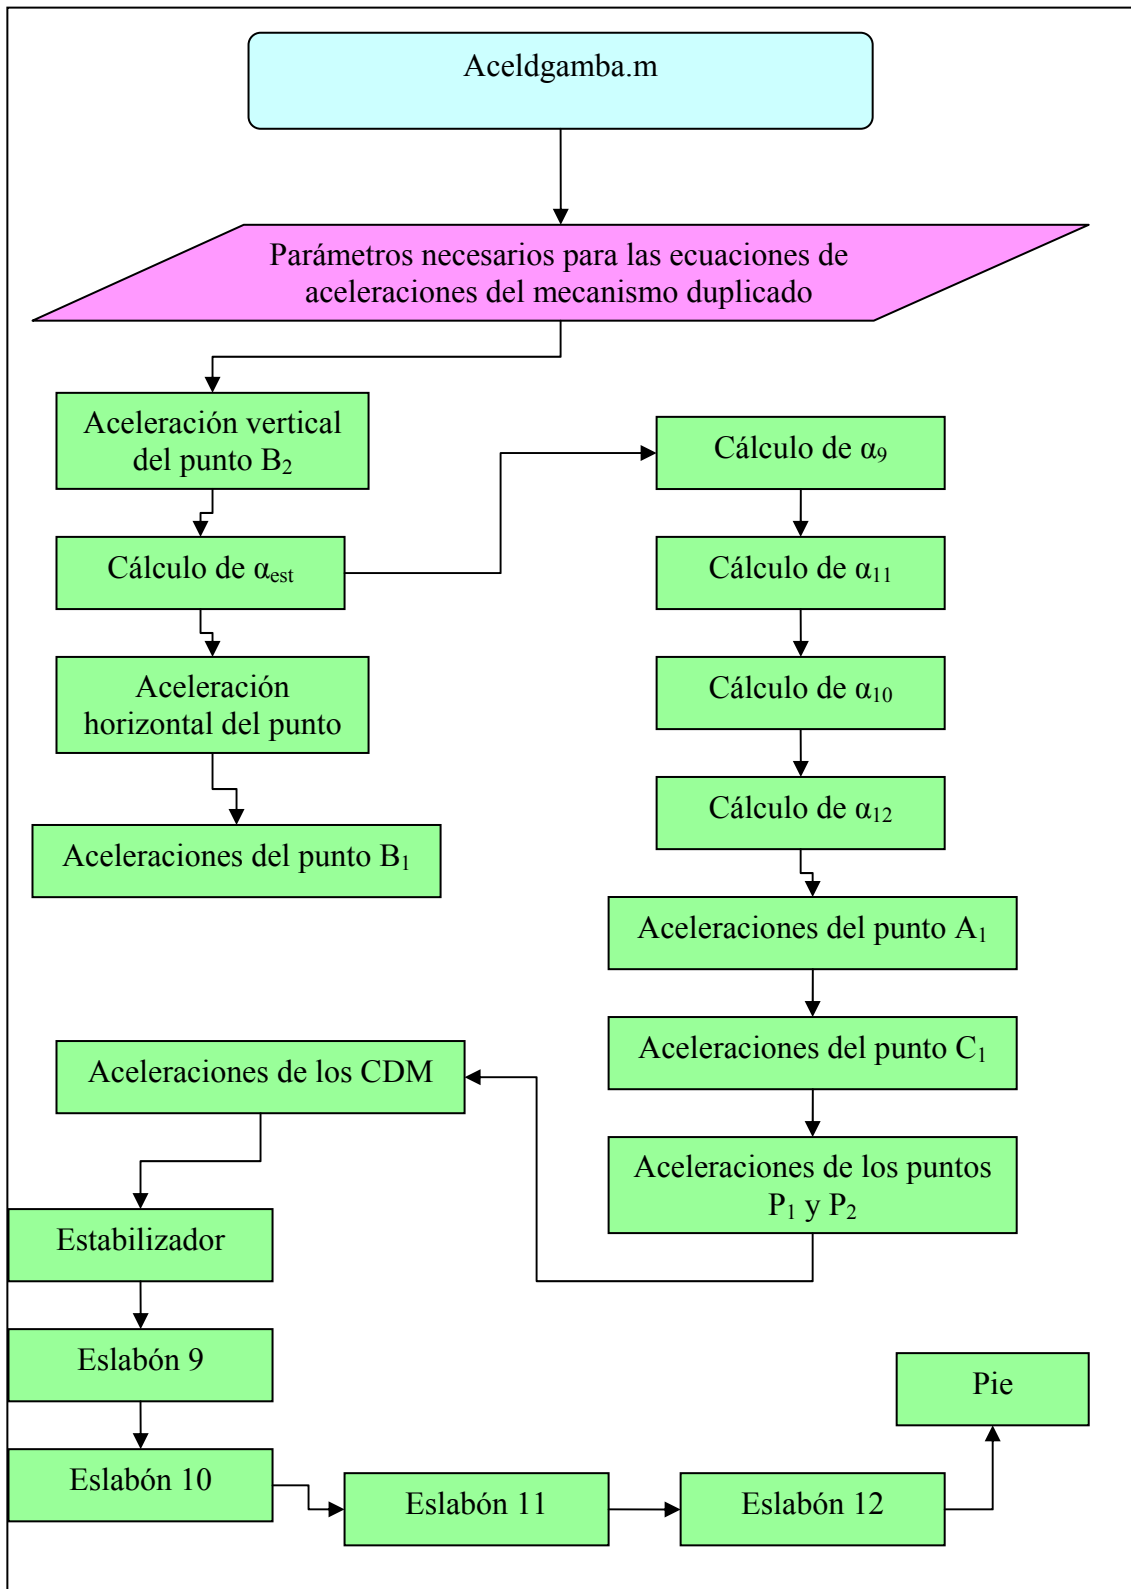 Aceldgamba.m
Parámetros necesarios para las ecuaciones de
aceleraciones del mecanismo duplicado
Aceleración vertical
del punto B₂
Cálculo de αest
Aceleración
horizontal del punto
Aceleraciones del punto B₁
Cálculo de α₉
Cálculo de α₁₁
Cálculo de α₁₀
Cálculo de α₁₂
Aceleraciones del punto A₁
Aceleraciones del punto C₁
Aceleraciones de los puntos
P₁ y P₂
Aceleraciones de los CDM
Estabilizador
Eslabón 9
Eslabón 10
Eslabón 11
Eslabón 12
Pie